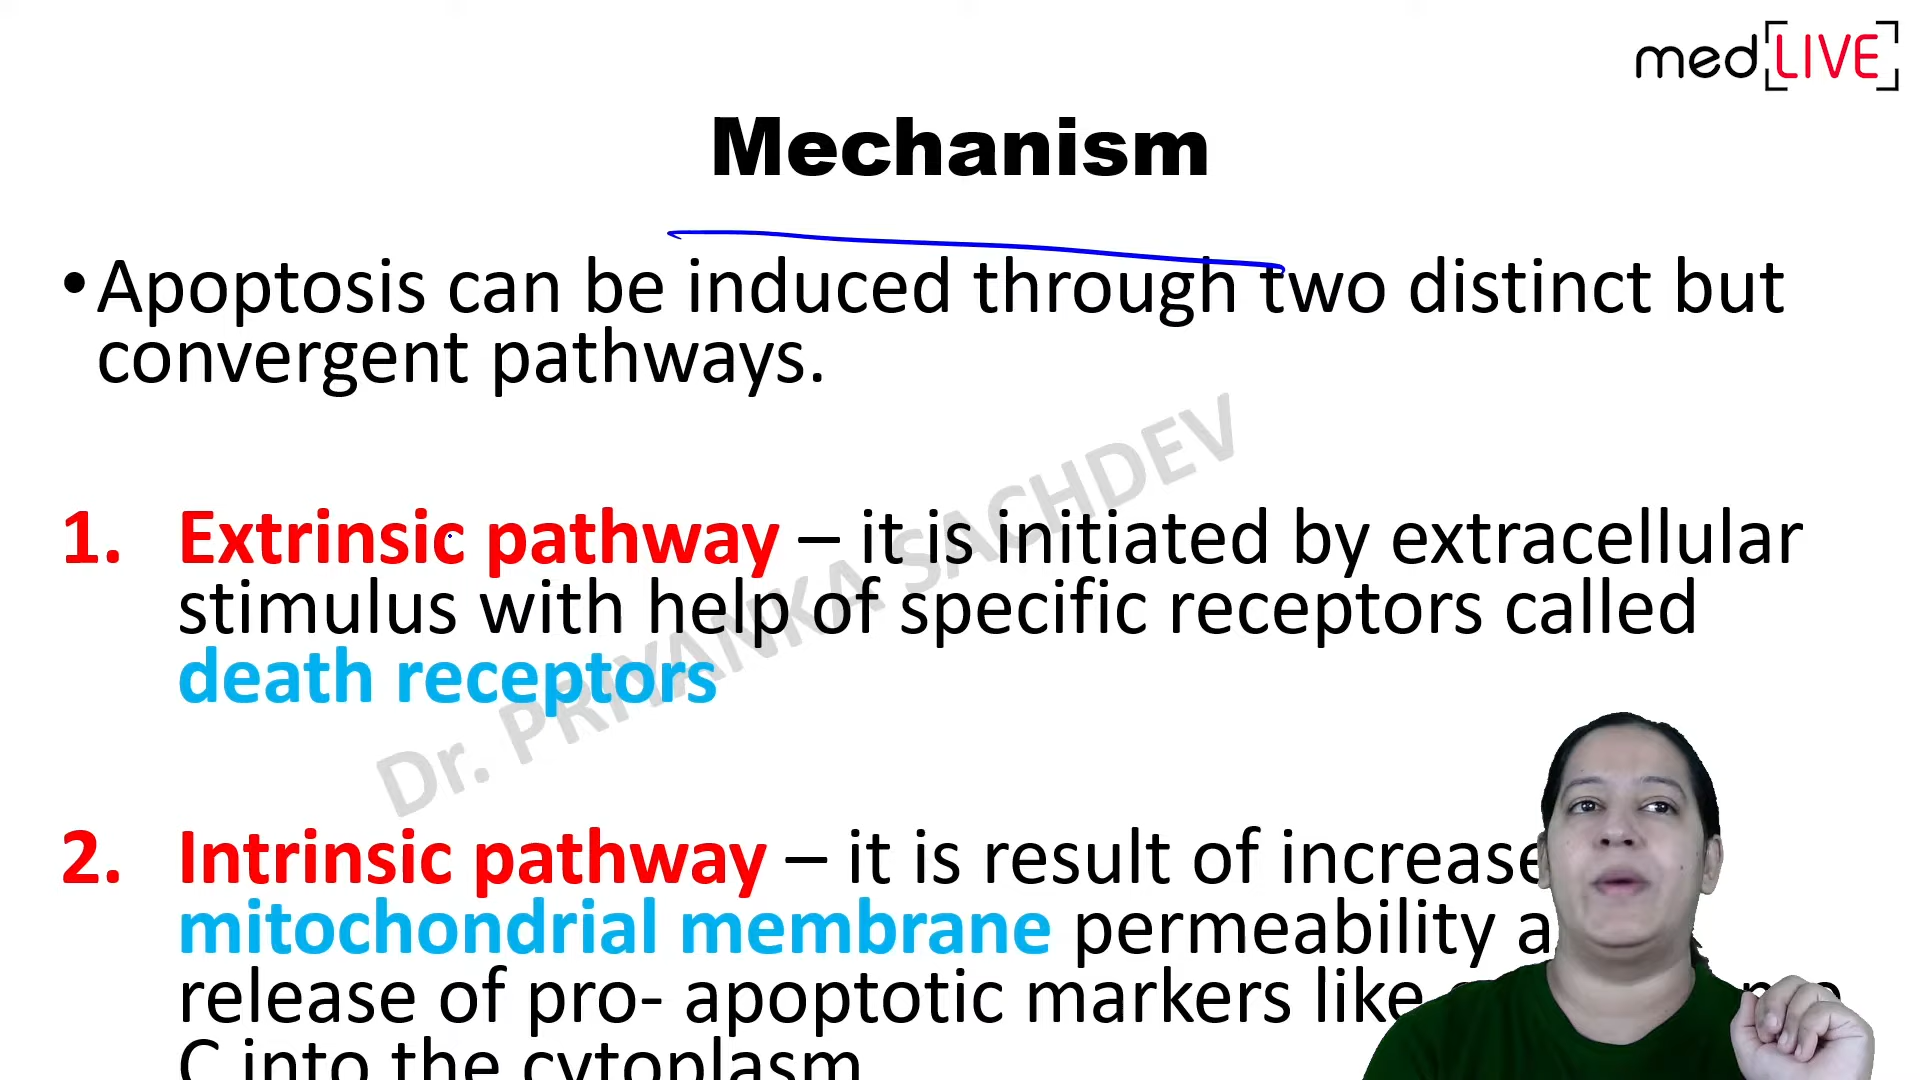 med[LIVE]
Mechanism
•Apoptosis can be induced through two distinct but
convergent pathways.
1. Extrinsic pathway – it is initiated by extracellular
stimulus with help of specific receptors called
death receptors
Dr. PRIYANKA SACHDEV
2. Intrinsic pathway – it is result of increase
mitochondrial membrane permeability
release of pro- apoptotic markers like
C into the cytoplasm